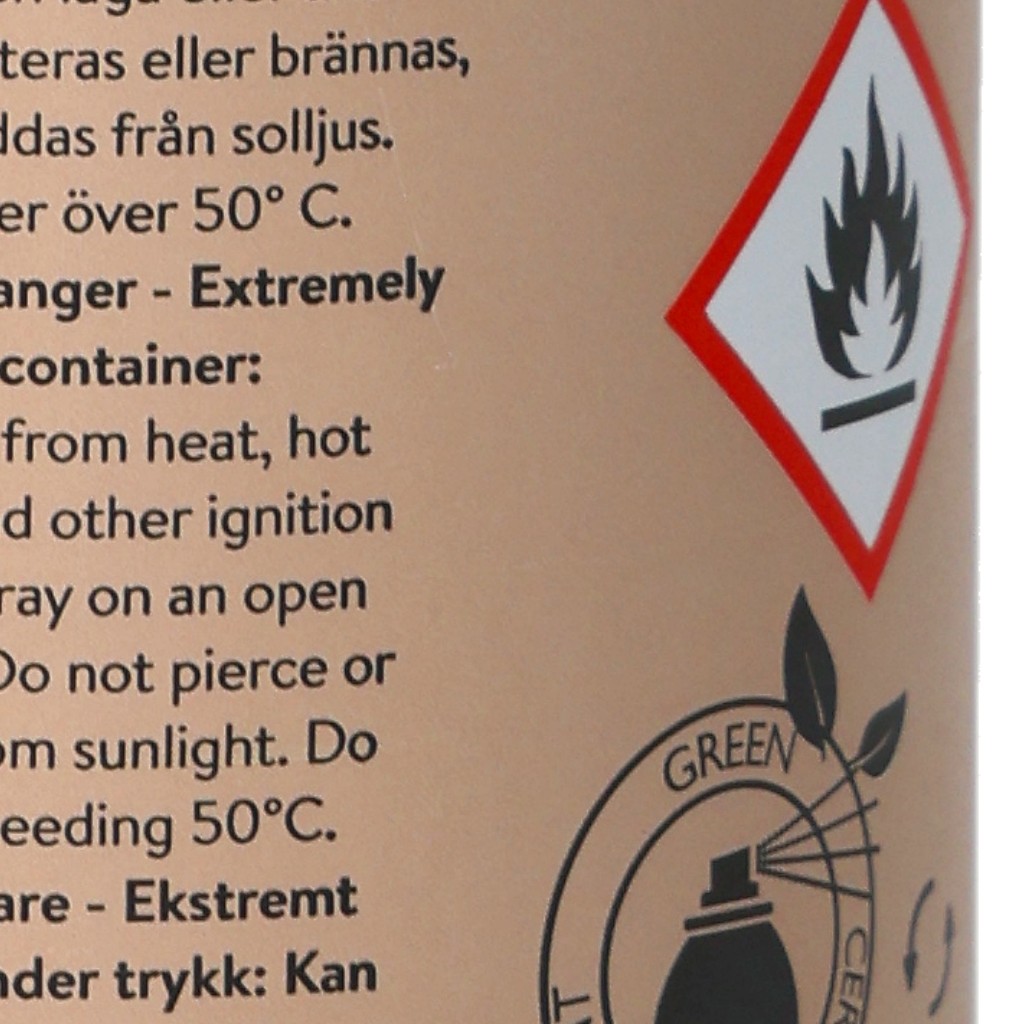 teras eller brännas,
ddas från solljus.
er över 50° C.
anger - Extremely
container:
from heat, hot
d other ignition
ray on an open
Do not pierce or
om sunlight. Do
eeding 50°C.
are - Ekstremt
nder trykk: Kan
GREEN
CER